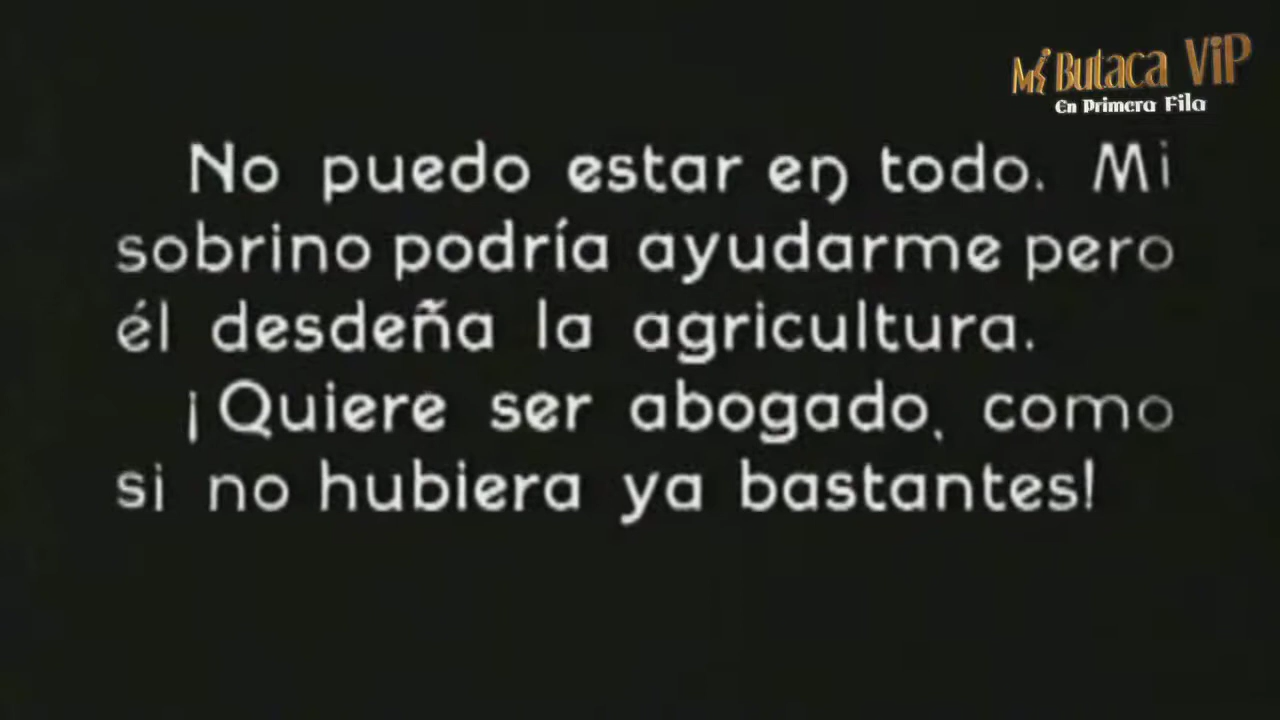 Mi Butaca ViP
En Primera Fila
No puedo estar en todo. Mi
sobrino podría ayudarme pero
él desdeña la agricultura.
¡Quiere ser abogado, como
si no hubiera ya bastantes!